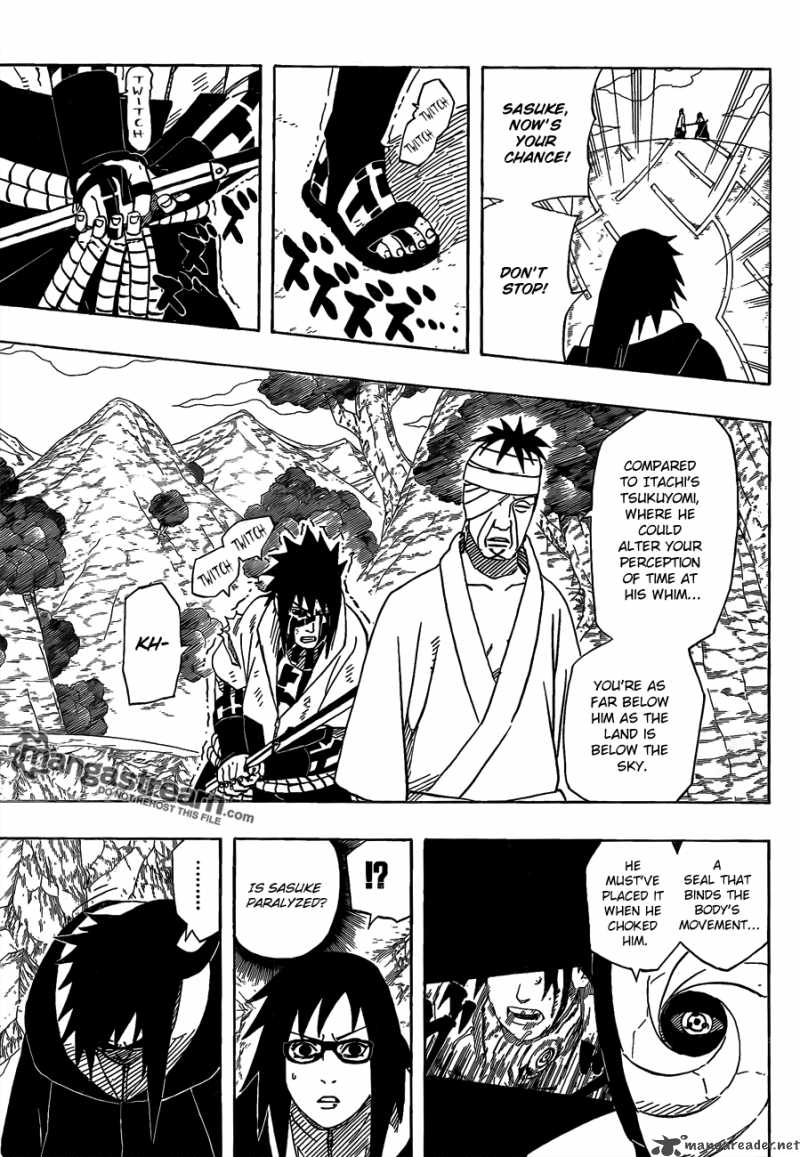 SASUKE,
NOW'S
YOUR
CHANCE!
DON'T
STOP!
TWITCH
TWITCH
ズズズ...
TWITCH
ズズ
COMPARED
TO ITACHI'S
TSUKUYOMI,
WHERE HE
COULD
ALTER YOUR
PERCEPTION
OF TIME AT
HIS WHIM...
YOU'RE AS
FAR BELOW
HIM AS THE
LAND IS
BELOW THE
SKY.
TWITCH
TWITCH
KH-
mangastream.com
DO NOT REHOST THIS FILE
A
SEAL THAT
BINDS THE
BODY'S
MOVEMENT...
HE
MUST'VE
PLACED IT
WHEN HE
CHOKED
HIM.
!?
IS SASUKE
PARALYZED?
........
mangareader.net